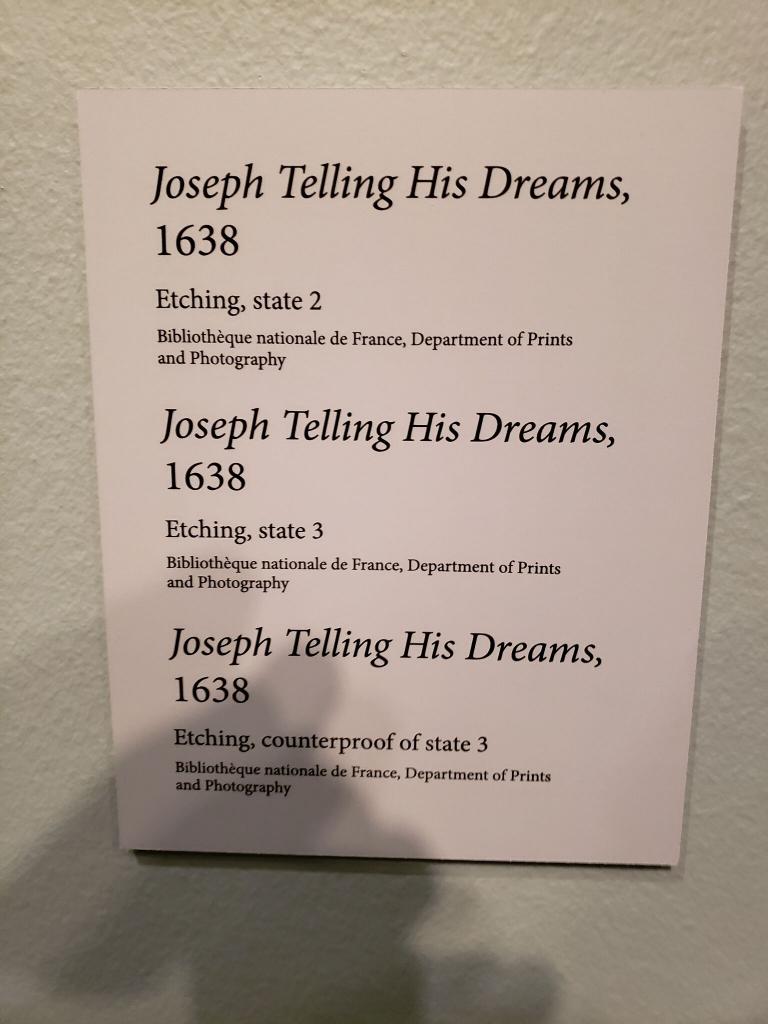 Joseph Telling His Dreams,
1638
Etching, state 2
Bibliothèque nationale de France, Department of Prints
and Photography
Joseph Telling His Dreams,
1638
Etching, state 3
Bibliothèque nationale de France, Department of Prints
and Photography
Joseph Telling His Dreams,
1638
Etching, counterproof of state 3
Bibliothèque nationale de France, Department of Prints
and Photography